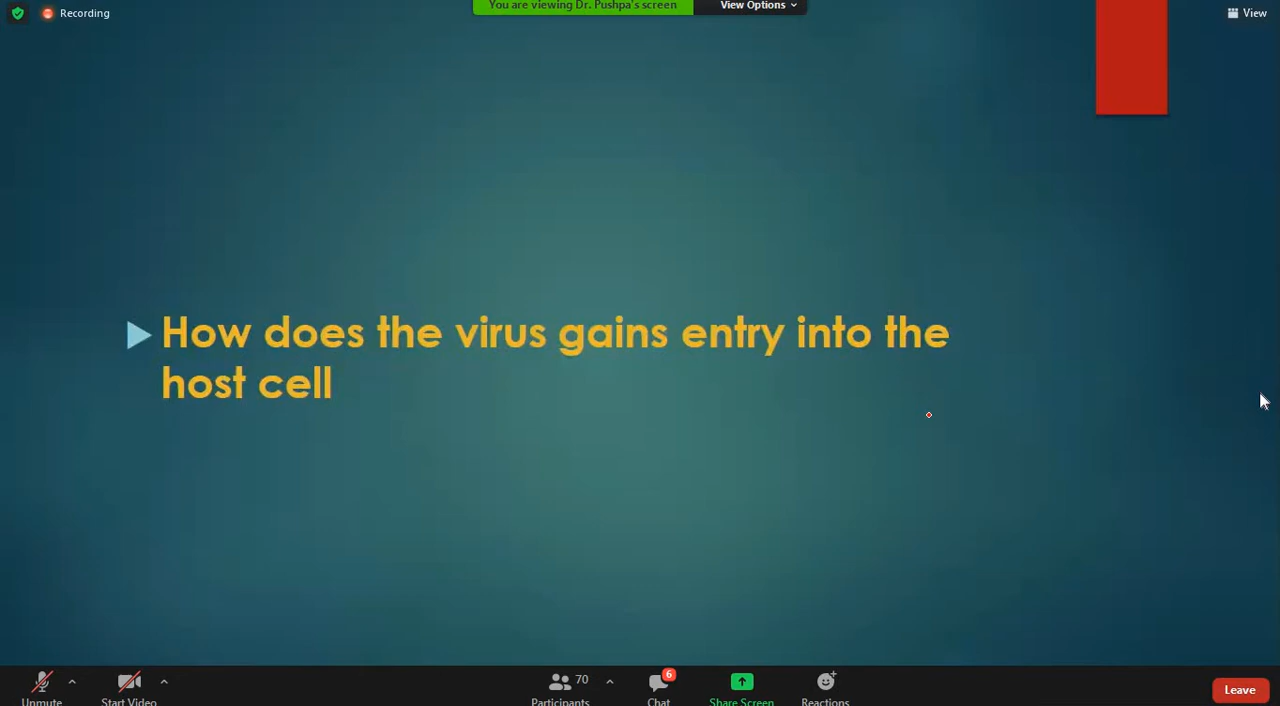 Recording
You are viewing Dr. Pushpa's screen
View Options
View
How does the virus gains entry into the
host cell
Unmute
Start Video
70
Participants
6
Chat
Share Screen
Reactions
Leave